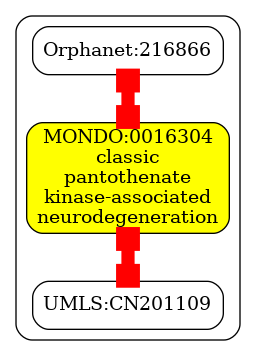 Orphanet:216866
MONDO:0016304
classic
pantothenate
kinase-associated
neurodegeneration
UMLS:CN201109